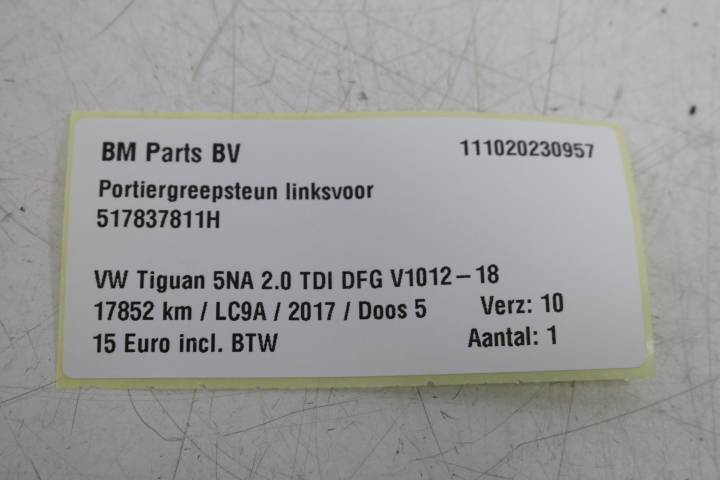 BM Parts BV 111020230957
Portiergreepsteun linksvoor
517837811H
VW Tiguan 5NA 2.0 TDI DFG V1012-18
17852 km / LC9A / 2017 / Doos 5 Verz: 10
15 Euro incl. BTW Aantal: 1